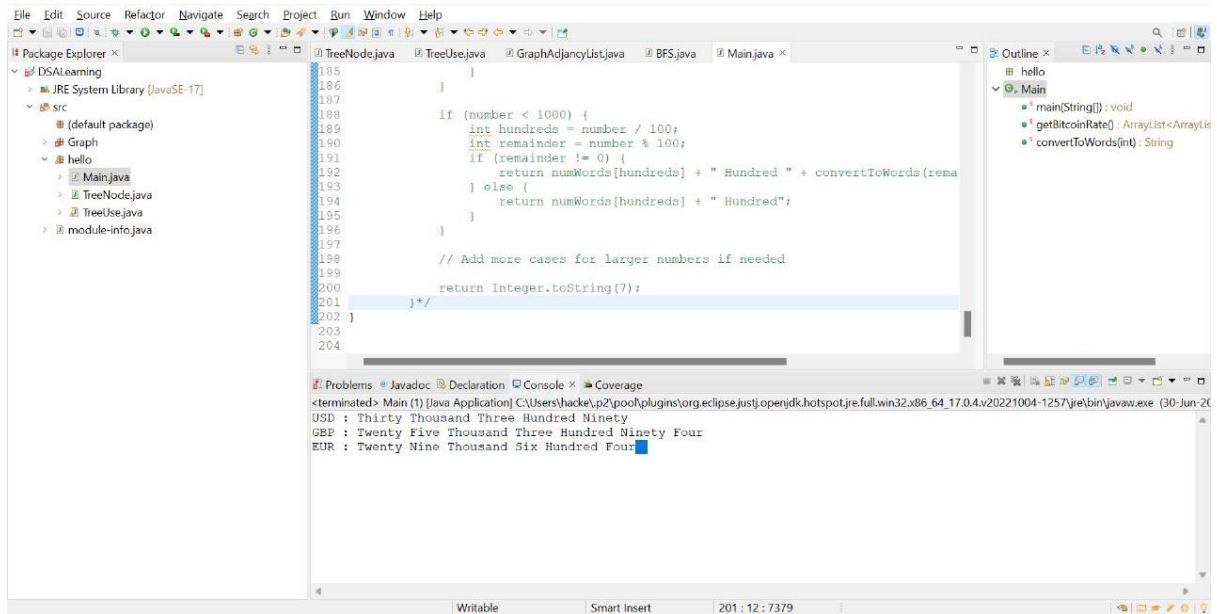 File Edit Source Refactor Navigate Search Project Run Window Help
Package Explorer ×
DSALearning
JRE System Library [JavaSE-17]
src
(default package)
Graph
hello
Main.java
TreeNode.java
TreeUse.java
module-info.java
TreeNode.java TreeUse.java GraphAdjancyList.java BFS.java Main.java ×
185 }
186 }
187
188 if (number < 1000) {
189 int hundreds = number / 100;
190 int remainder = number % 100;
191 if (remainder != 0) {
192 return numWords[hundreds] + " Hundred " + convertToWords(rema
193 } else {
194 return numWords[hundreds] + " Hundred";
195 }
196 }
197
198 // Add more cases for larger numbers if needed
199
200 return Integer.toString(7);
201 }*/
202 }
203
204
Outline ×
hello
Main
main(String[]) : void
getBitcoinRate() : ArrayList<ArrayLis
convertToWords(int) : String
Problems Javadoc Declaration Console × Coverage
<terminated> Main (1) [Java Application] C:\Users\hacke\.p2\pool\plugins\org.eclipse.justj.openjdk.hotspot.jre.full.win32.x86_64_17.0.4.v20221004-1257\jre\bin\javaw.exe (30-Jun-20
USD : Thirty Thousand Three Hundred Ninety
GBP : Twenty Five Thousand Three Hundred Ninety Four
EUR : Twenty Nine Thousand Six Hundred Four
Writable Smart Insert 201 : 12 : 7379